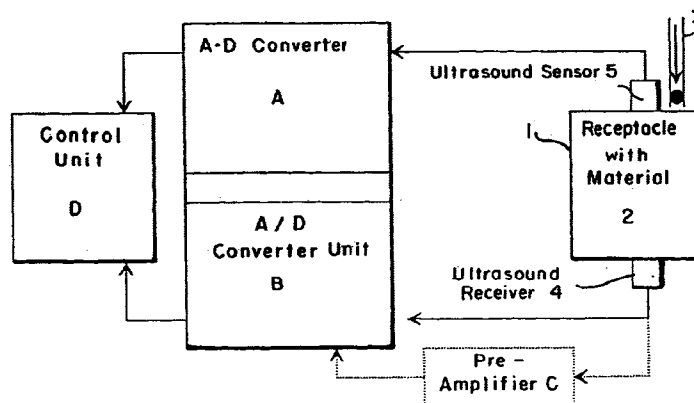 A-D Converter
A
Ultrasound Sensor 5
Control
Unit
D
1
Receptacle
with
Material
2
A / D
Converter Unit
B
Ultrasound
Receiver 4
Pre -
Amplifier C